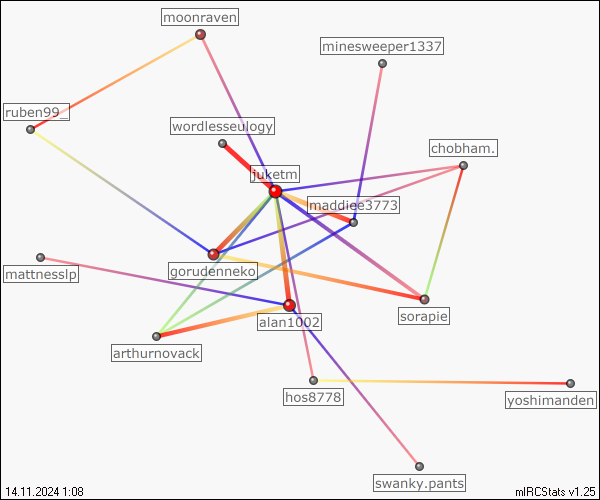 moonraven
minesweeper1337
ruben99_
wordlesseulogy
chobham.
juketm
maddiee3773
mattnesslp
gorudenneko
sorapie
alan1002
arthurnovack
hos8778
yoshimanden
swanky.pants
14.11.2024 1:08
mIRCStats v1.25